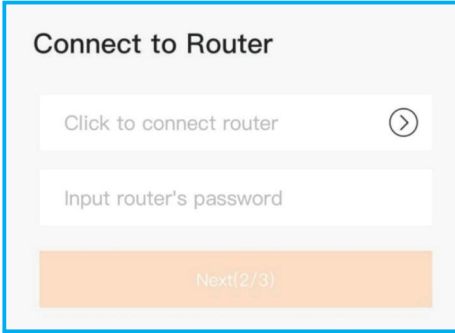 Connect to Router
Click to connect router
Input router's password
Next(2/3)